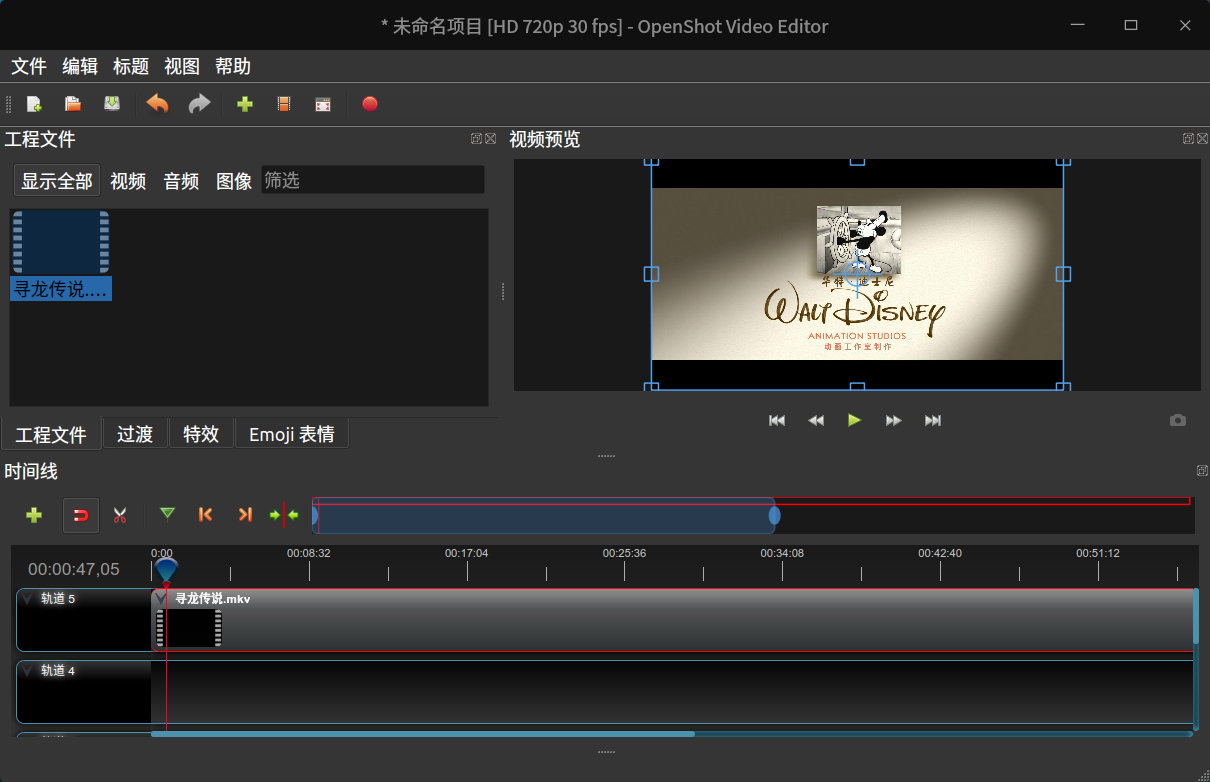 * 未命名项目 [HD 720p 30 fps] - OpenShot Video Editor
文件 编辑 标题 视图 帮助
工程文件
视频预览
显示全部 视频 音频 图像 筛选
寻龙传说....
华特 迪士尼
WALT DISNEY
ANIMATION STUDIOS
动画工作室制作
工程文件 过渡 特效 Emoji 表情
时间线
0:00 00:08:32 00:17:04 00:25:36 00:34:08 00:42:40 00:51:12
00:00:47,05
轨道 5
寻龙传说.mkv
轨道 4